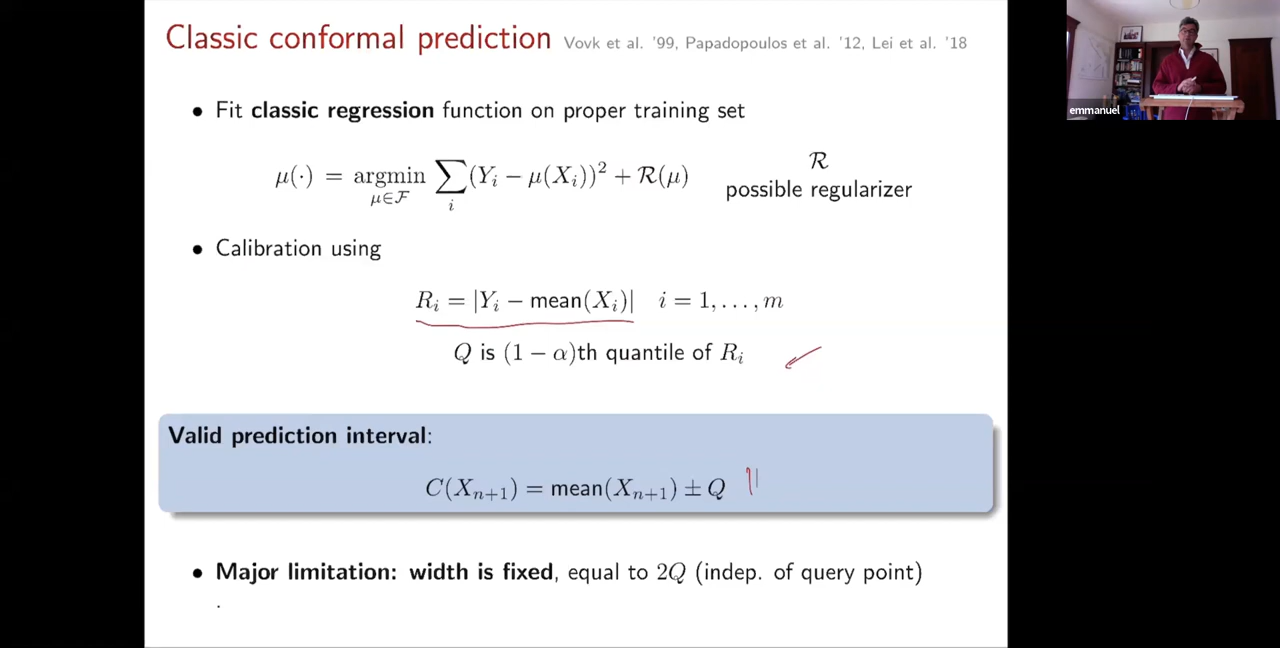 Classic conformal prediction Vovk et al. '99, Papadopoulos et al. '12, Lei et al. '18
• Fit classic regression function on proper training set
μ(·) = argmin_{μ∈ℱ} ∑_i (Y_i − μ(X_i))² + ℛ(μ)
ℛ
possible regularizer
• Calibration using
R_i = |Y_i − mean(X_i)| i = 1, . . . , m
Q is (1 − α)th quantile of R_i
Valid prediction interval:
C(X_{n+1}) = mean(X_{n+1}) ± Q
• Major limitation: width is fixed, equal to 2Q (indep. of query point)
emmanuel